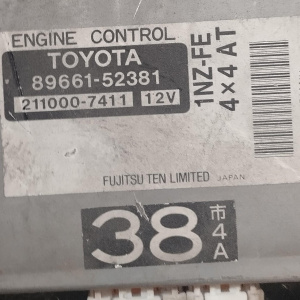 ENGINE CONTROL
TOYOTA
89661-52381
211000-7411 12V
1NZ-FE
4×4 AT
FUJITSU TEN LIMITED JAPAN
38 市4A